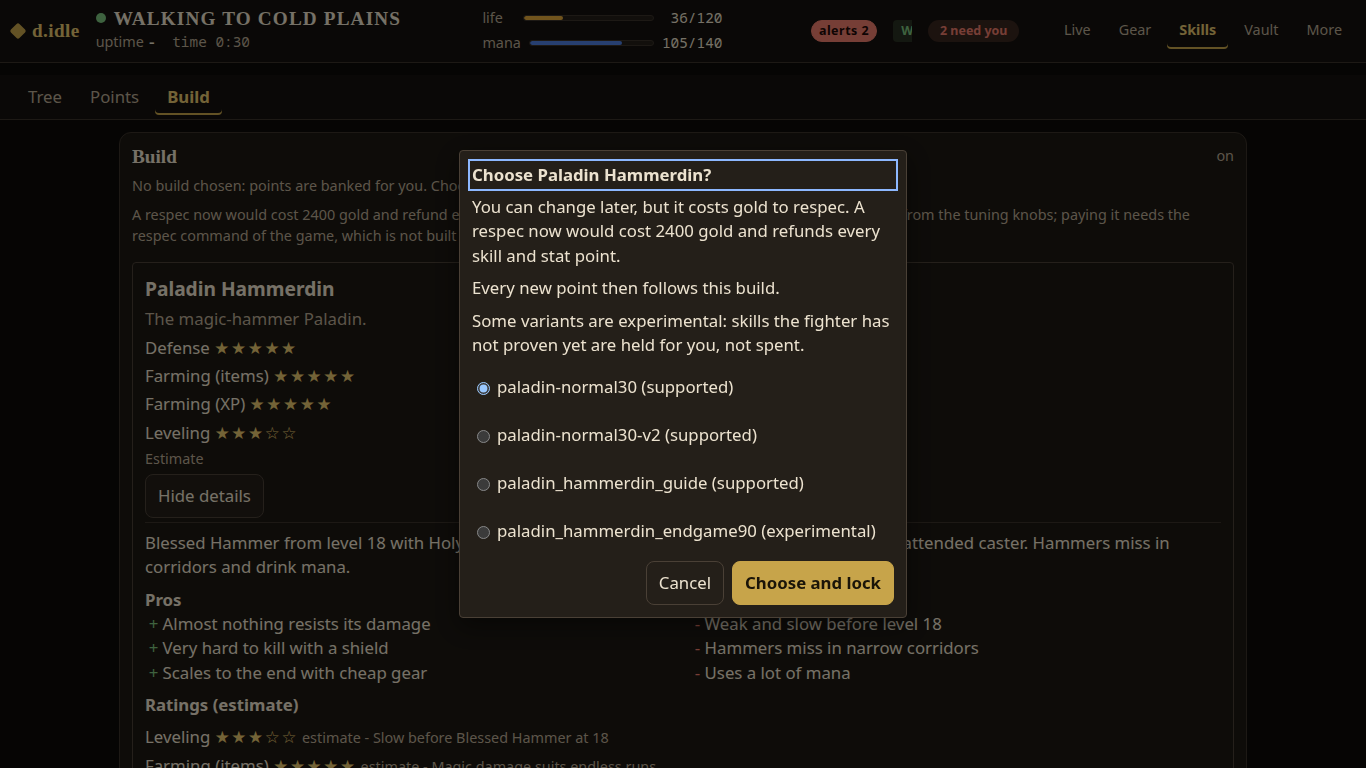 d.idle
WALKING TO COLD PLAINS
uptime - time 0:30
life 36/120
mana 105/140
alerts 2
W
2 need you
Live Gear Skills Vault More
Tree Points Build
Build
on
No build chosen: points are banked for you. Cho
A respec now would cost 2400 gold and refund e
rom the tuning knobs; paying it needs the
respec command of the game, which is not built
Choose Paladin Hammerdin?
You can change later, but it costs gold to respec. A
respec now would cost 2400 gold and refunds every
skill and stat point.
Every new point then follows this build.
Some variants are experimental: skills the fighter has
not proven yet are held for you, not spent.
paladin-normal30 (supported)
paladin-normal30-v2 (supported)
paladin_hammerdin_guide (supported)
paladin_hammerdin_endgame90 (experimental)
Cancel
Choose and lock
Paladin Hammerdin
The magic-hammer Paladin.
Defense ★★★★★
Farming (items) ★★★★★
Farming (XP) ★★★★★
Leveling ★★★☆☆
Estimate
Hide details
Blessed Hammer from level 18 with Holy
attended caster. Hammers miss in
corridors and drink mana.
Pros
+ Almost nothing resists its damage
+ Very hard to kill with a shield
+ Scales to the end with cheap gear
- Weak and slow before level 18
- Hammers miss in narrow corridors
- Uses a lot of mana
Ratings (estimate)
Leveling ★★★☆☆ estimate - Slow before Blessed Hammer at 18
Farming (items) ★★★★★ estimate - Magic damage suits endless runs